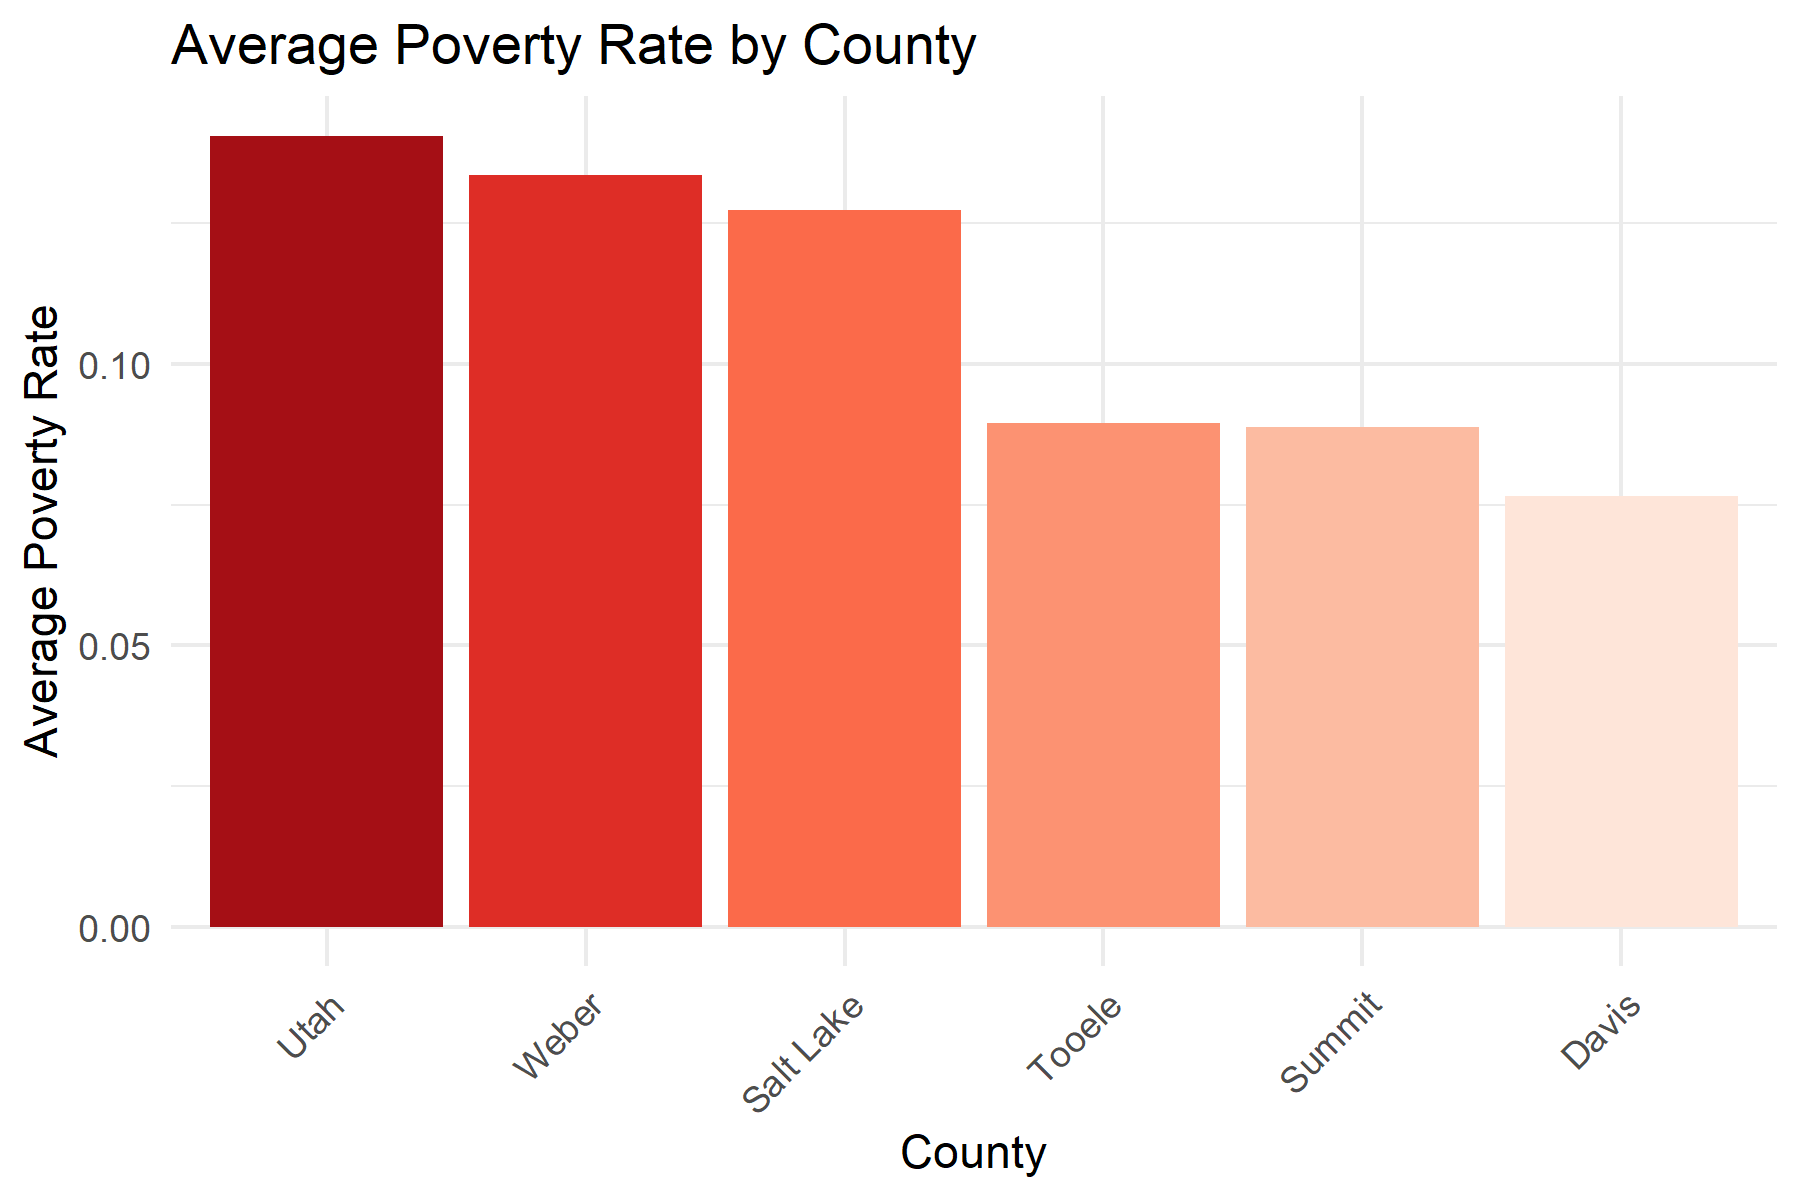 Average Poverty Rate by County
Average Poverty Rate
0.10
0.05
0.00
Utah
Weber
Salt Lake
Tooele
Summit
Davis
County